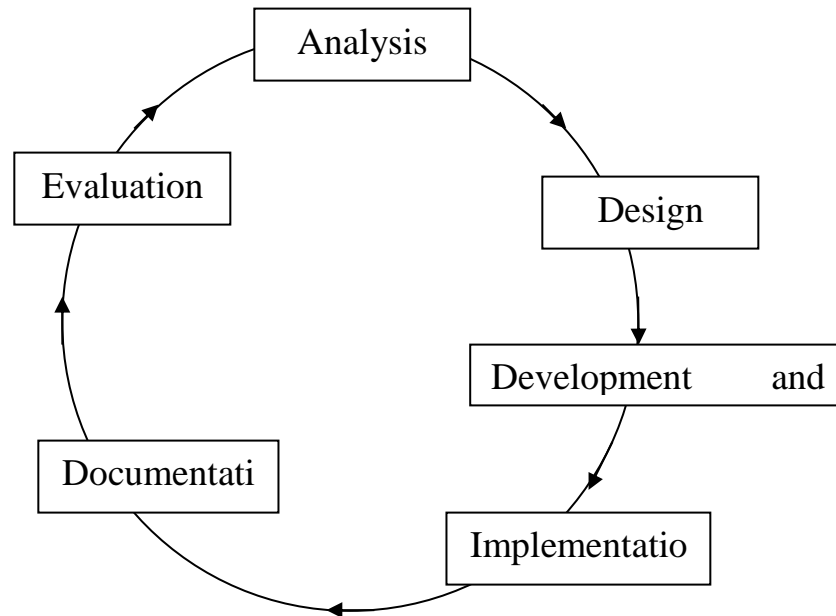 Analysis
Evaluation
Design
Development and
Documentati
Implementatio